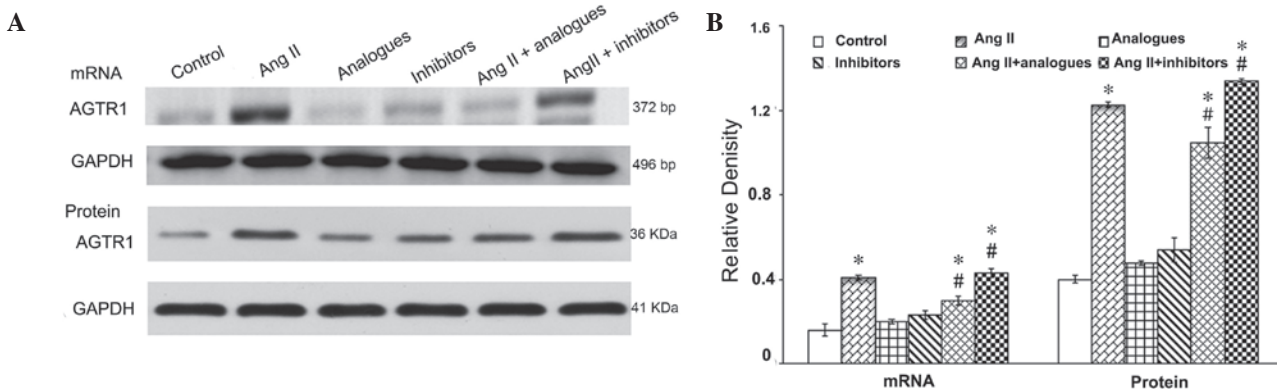 A
Control Ang II Analogues Inhibitors Ang II + analogues AngII + inhibitors
mRNA
AGTR1 372 bp
GAPDH 496 bp
Protein
AGTR1 36 KDa
GAPDH 41 KDa
B
Relative Denisity
1.6
1.2
0.8
0.4
0
Control Ang II Analogues
Inhibitors Ang II+analogues Ang II+inhibitors
* * # * #
* * # * #
mRNA Protein